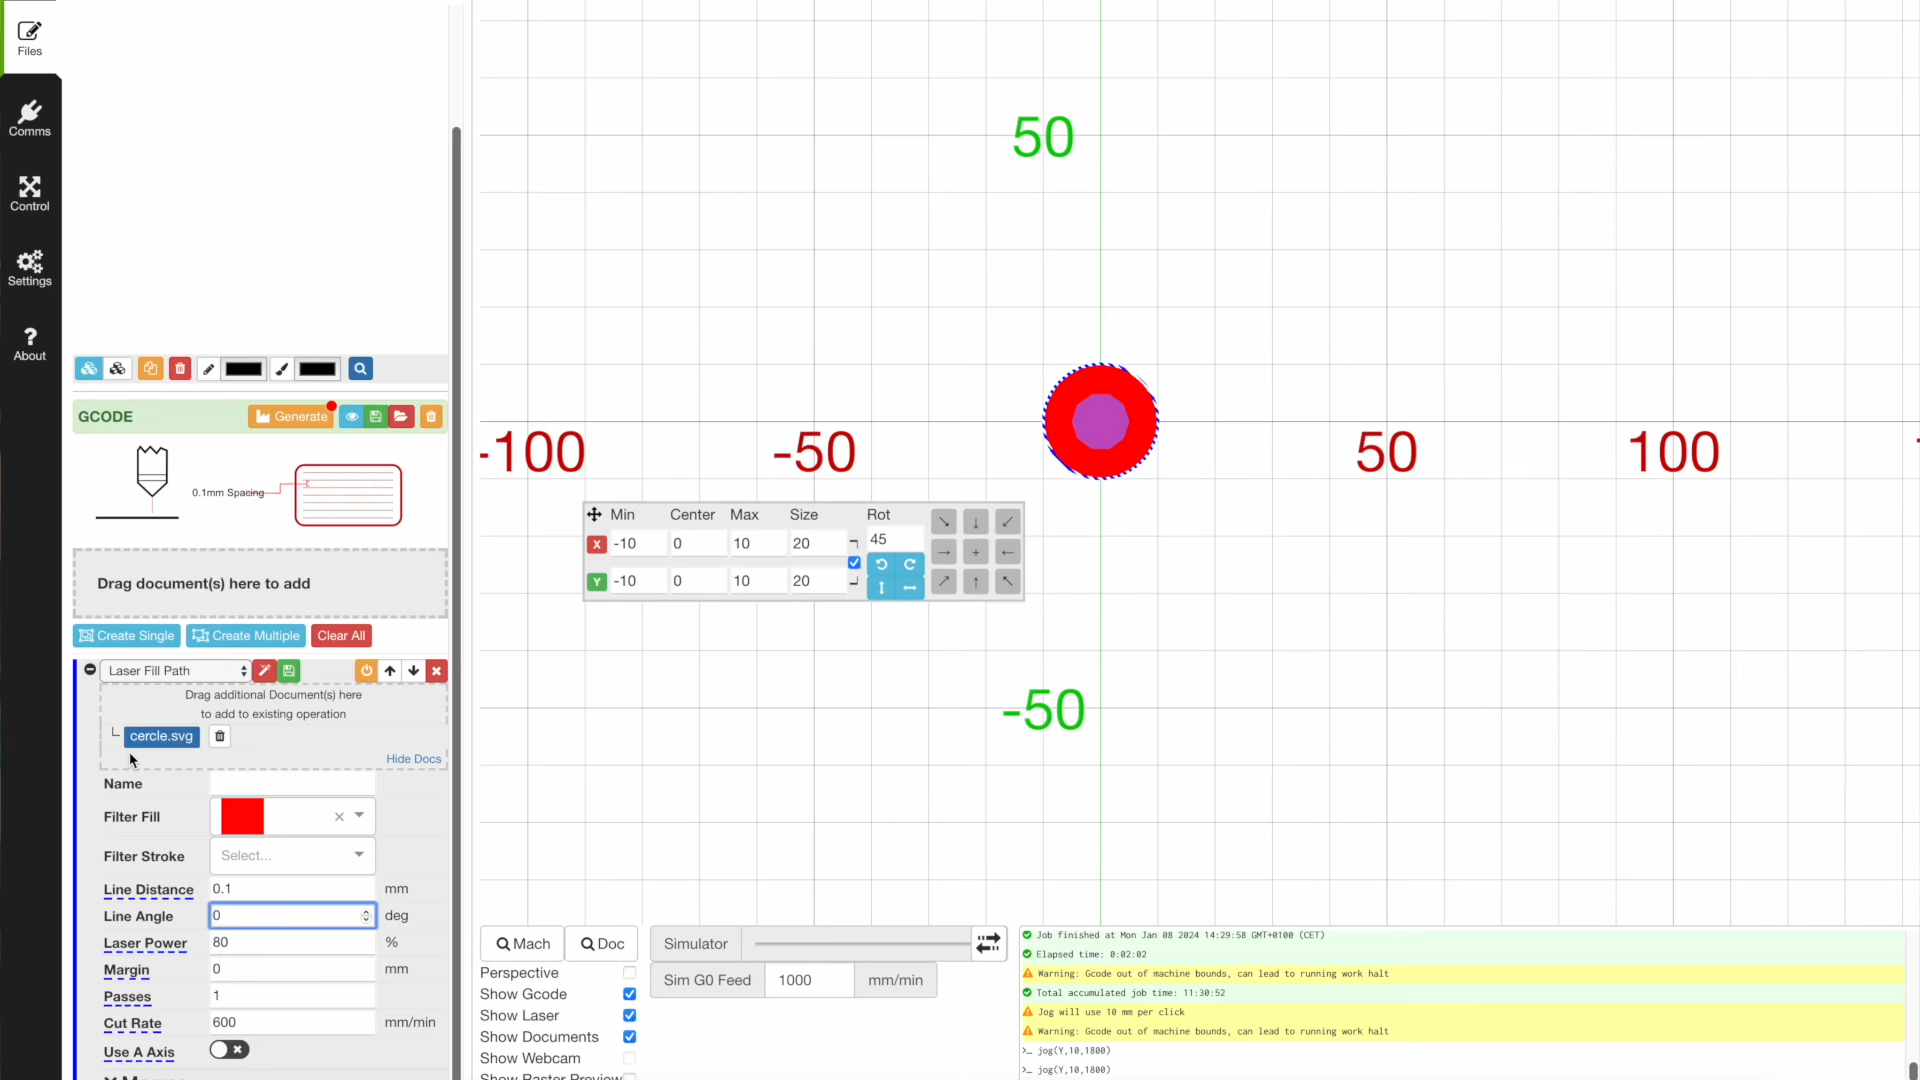 Files
Comms
Control
Settings
About
GCODE
Generate
0.1mm Spacing
Drag document(s) here to add
Create Single
Create Multiple
Clear All
Laser Fill Path
Drag additional Document(s) here
to add to existing operation
cercle.svg
Hide Docs
Name
Filter Fill
Filter Stroke Select...
Line Distance 0.1 mm
Line Angle 0 deg
Laser Power 80 %
Margin 0 mm
Passes 1
Cut Rate 600 mm/min
Use A Axis
50
-100 -50 50 100
-50
Min Center Max Size Rot
X -10 0 10 20 45
Y -10 0 10 20
Mach
Doc
Simulator
Perspective
Show Gcode
Show Laser
Show Documents
Show Webcam
Show Raster Preview
Sim G0 Feed 1000 mm/min
Job finished at Mon Jan 08 2024 14:29:58 GMT+0100 (CET)
Elapsed time: 0:02:02
Warning: Gcode out of machine bounds, can lead to running work halt
Total accumulated job time: 11:30:52
Jog will use 10 mm per click
Warning: Gcode out of machine bounds, can lead to running work halt
>_ jog(Y,10,1800)
>_ jog(Y,10,1800)